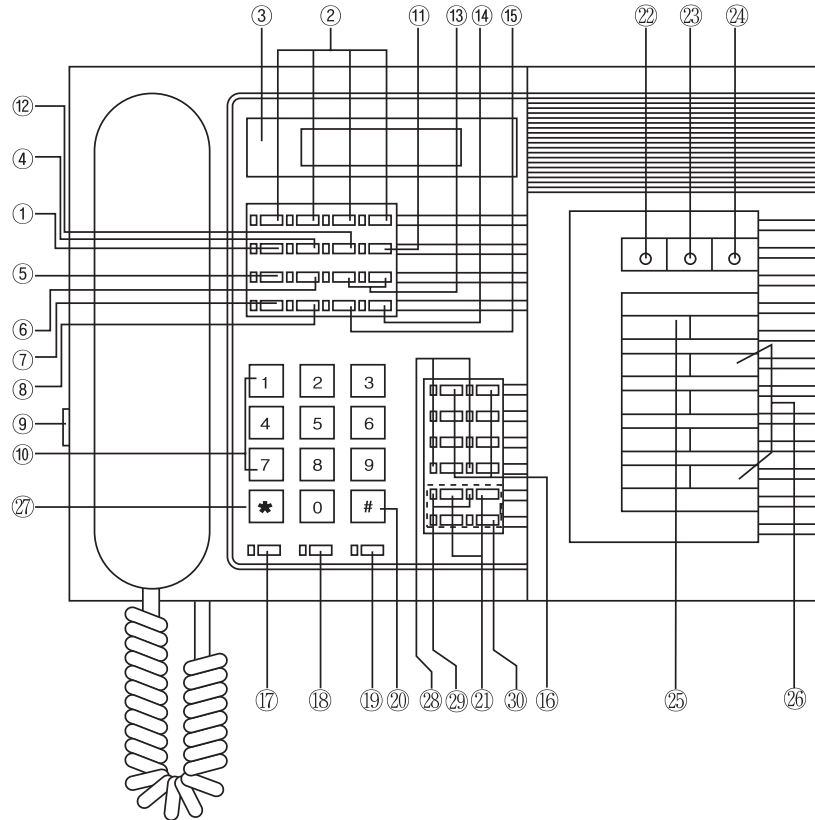 ③ ② ⑪ ⑬ ⑭ ⑮ ㉒ ㉓ ㉔
⑫
④
①
⑤
⑥
⑦
⑧
⑨
⑩
㉗
1 2 3
4 5 6
7 8 9
* 0 #
㉖
⑰ ⑱ ⑲ ⑳ ㉘ ㉙ ㉑ ㉚ ⑯ ㉕